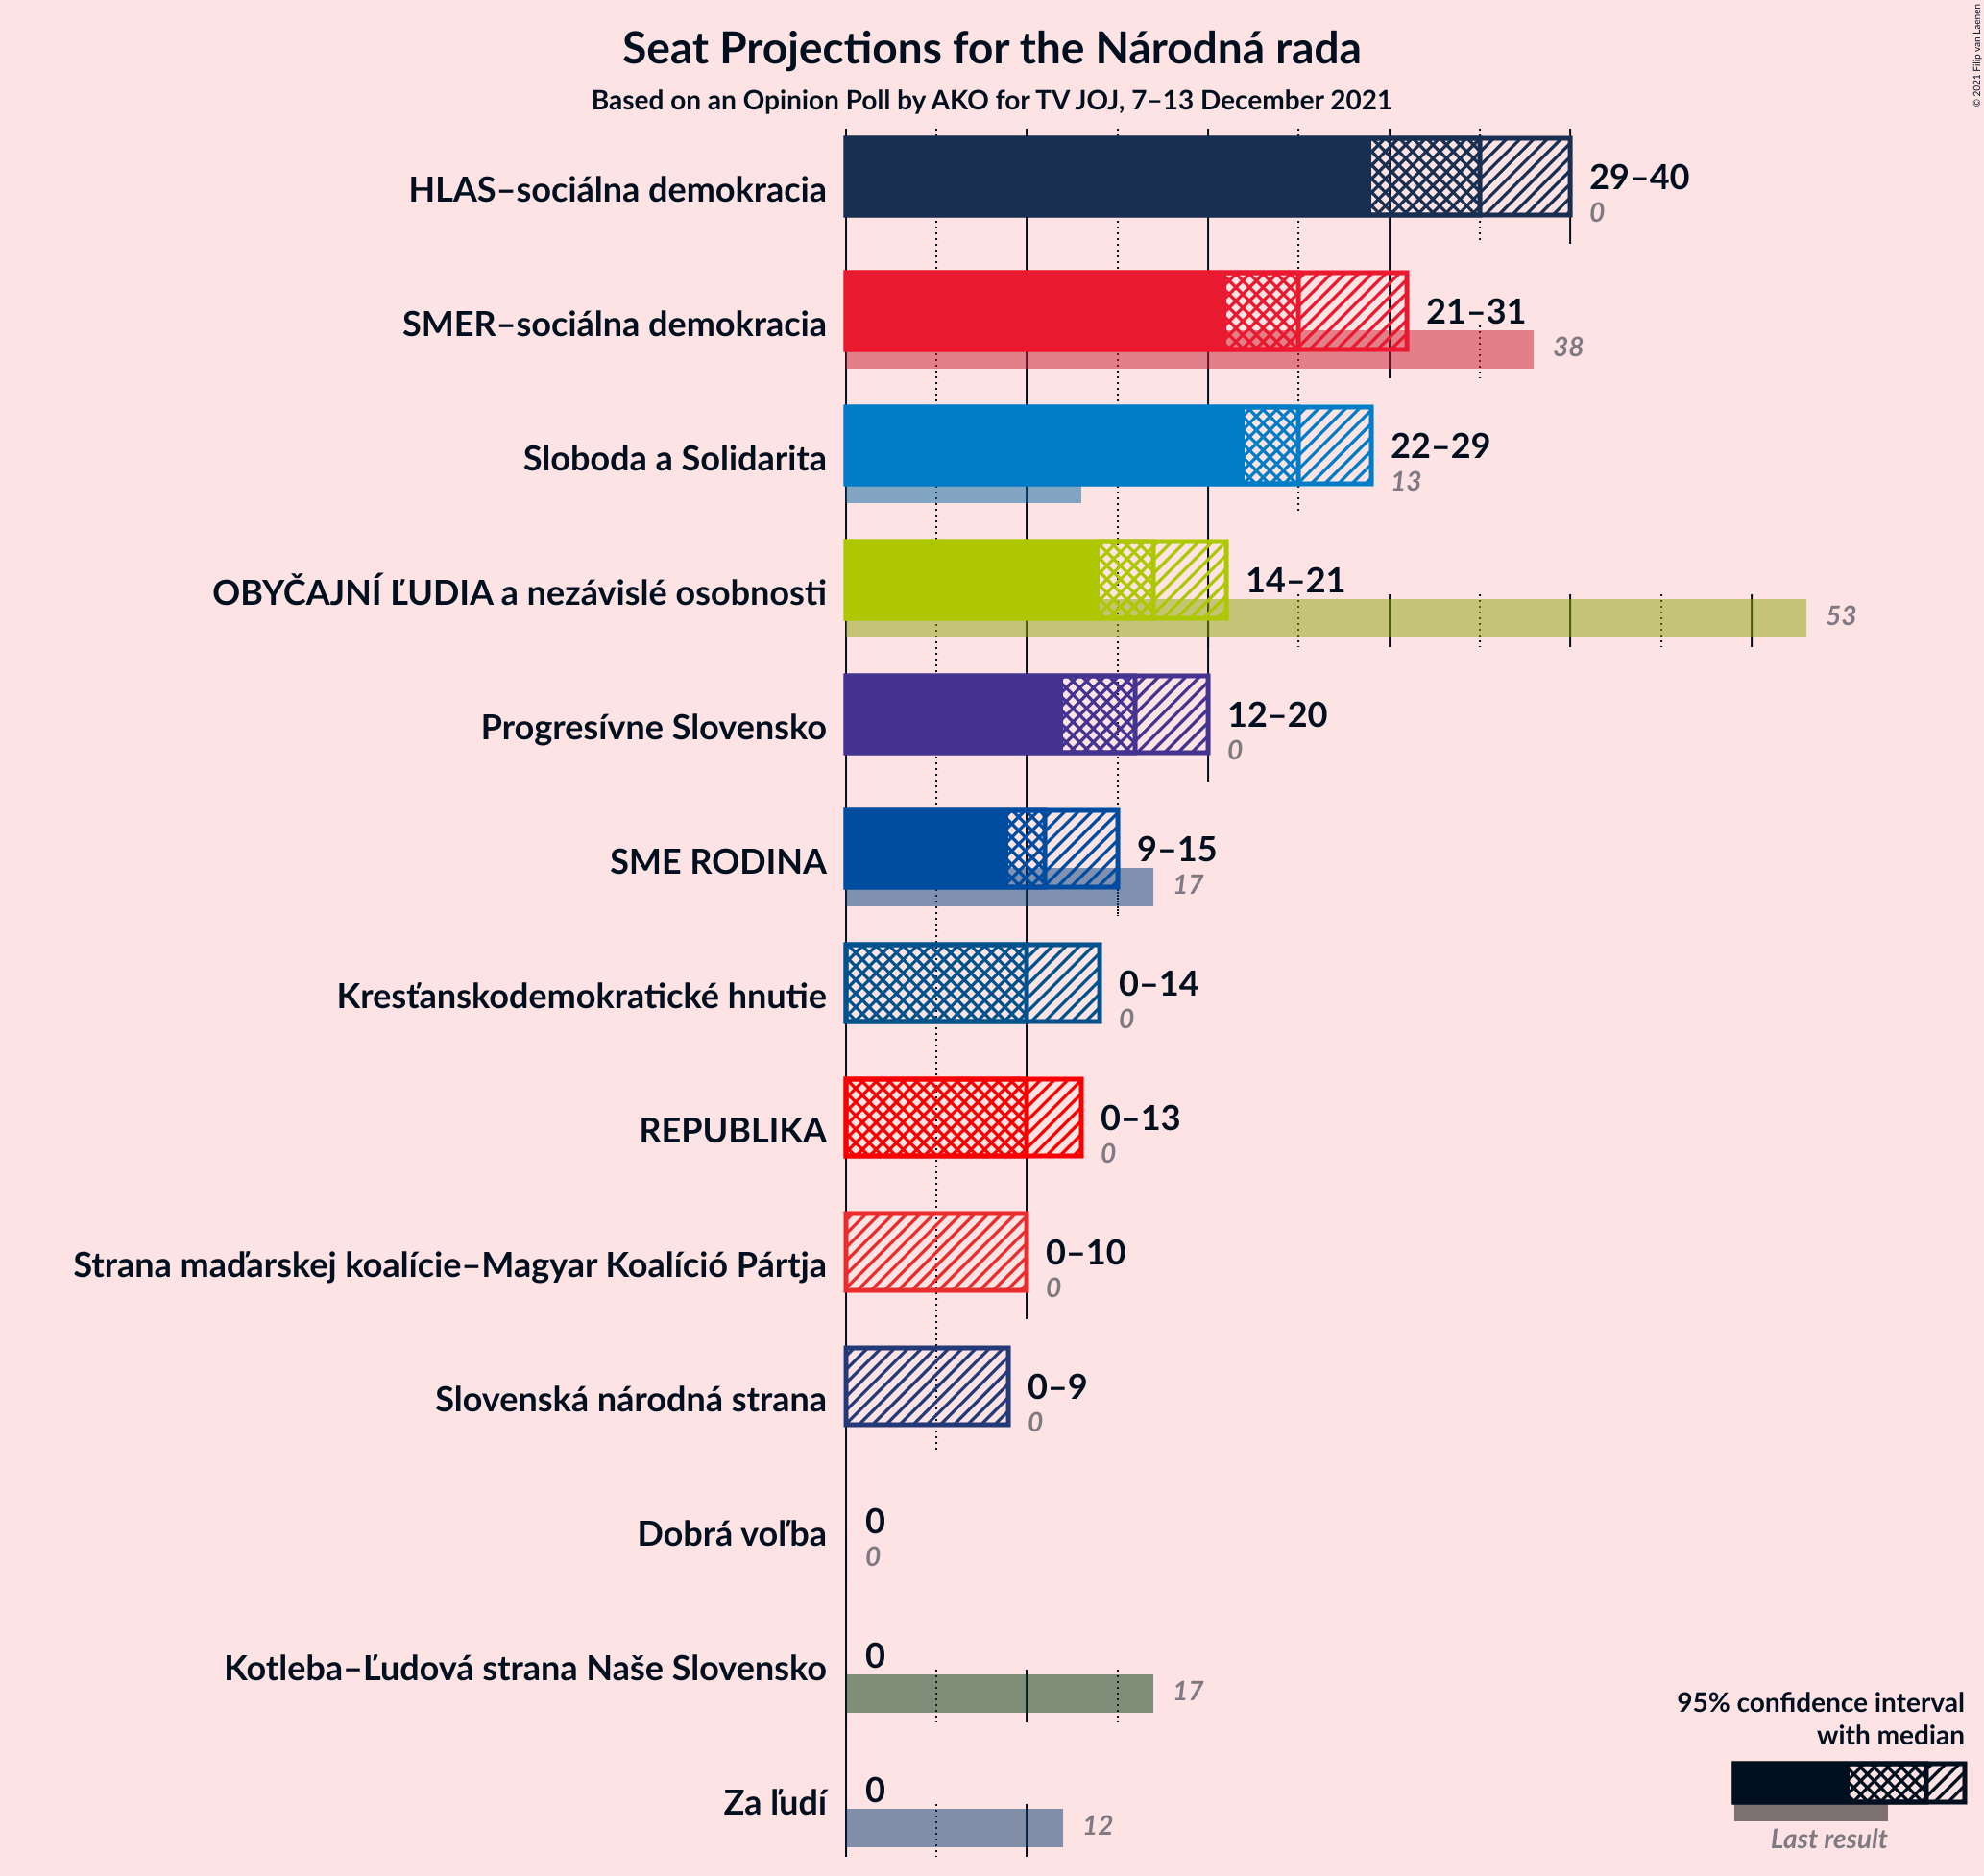 Seat Projections for the Národná rada
Based on an Opinion Poll by AKO for TV JOJ, 7–13 December 2021
© 2021 Filip van Laenen
HLAS–sociálna demokracia
29–40
0
SMER–sociálna demokracia
21–31
38
Sloboda a Solidarita
22–29
13
OBYČAJNÍ ĽUDIA a nezávislé osobnosti
14–21
53
Progresívne Slovensko
12–20
0
SME RODINA
9–15
17
Kresťanskodemokratické hnutie
0–14
0
REPUBLIKA
0–13
0
Strana maďarskej koalície–Magyar Koalíció Pártja
0–10
0
Slovenská národná strana
0–9
0
Dobrá voľba
0
0
Kotleba–Ľudová strana Naše Slovensko
0
17
Za ľudí
0
12
95% confidence interval
with median
Last result